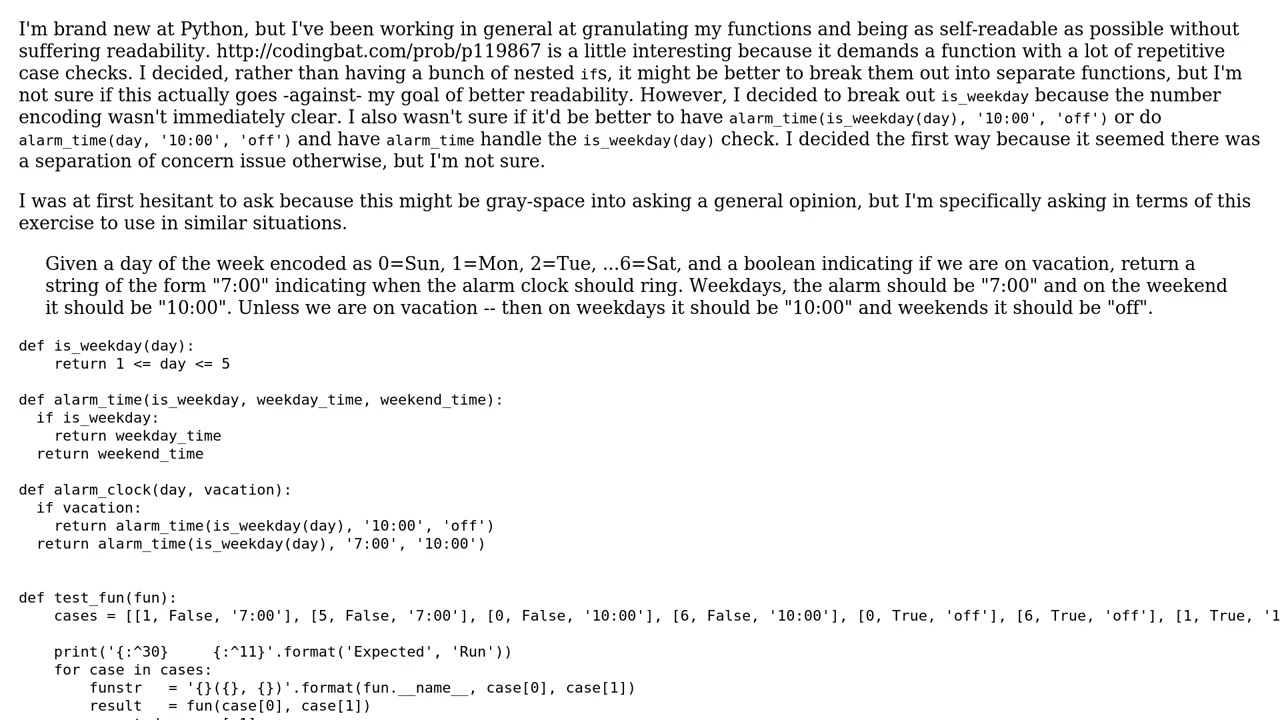 I'm brand new at Python, but I've been working in general at granulating my functions and being as self-readable as possible without
suffering readability. http://codingbat.com/prob/p119867 is a little interesting because it demands a function with a lot of repetitive
case checks. I decided, rather than having a bunch of nested ifs, it might be better to break them out into separate functions, but I'm
not sure if this actually goes -against- my goal of better readability. However, I decided to break out is_weekday because the number
encoding wasn't immediately clear. I also wasn't sure if it'd be better to have alarm_time(is_weekday(day), '10:00', 'off') or do
alarm_time(day, '10:00', 'off') and have alarm_time handle the is_weekday(day) check. I decided the first way because it seemed there was
a separation of concern issue otherwise, but I'm not sure.
I was at first hesitant to ask because this might be gray-space into asking a general opinion, but I'm specifically asking in terms of this
exercise to use in similar situations.
Given a day of the week encoded as 0=Sun, 1=Mon, 2=Tue, ...6=Sat, and a boolean indicating if we are on vacation, return a
string of the form "7:00" indicating when the alarm clock should ring. Weekdays, the alarm should be "7:00" and on the weekend
it should be "10:00". Unless we are on vacation -- then on weekdays it should be "10:00" and weekends it should be "off".
def is_weekday(day):
    return 1 <= day <= 5
def alarm_time(is_weekday, weekday_time, weekend_time):
  if is_weekday:
    return weekday_time
  return weekend_time
def alarm_clock(day, vacation):
  if vacation:
    return alarm_time(is_weekday(day), '10:00', 'off')
  return alarm_time(is_weekday(day), '7:00', '10:00')
def test_fun(fun):
    cases = [[1, False, '7:00'], [5, False, '7:00'], [0, False, '10:00'], [6, False, '10:00'], [0, True, 'off'], [6, True, 'off'], [1, True, '1
    print('{:^30}     {:^11}'.format('Expected', 'Run'))
    for case in cases:
        funstr   = '{}({}, {})'.format(fun.__name__, case[0], case[1])
        result   = fun(case[0], case[1])